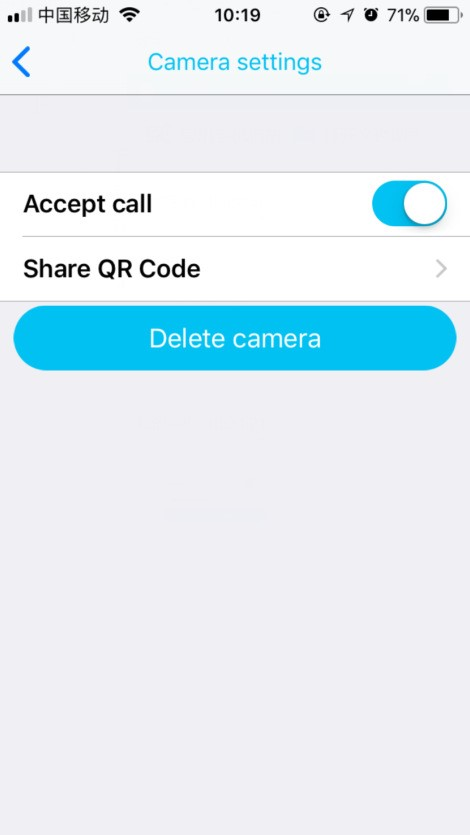 中国移动 10:19 71%
Camera settings
Accept call
Share QR Code
Delete camera